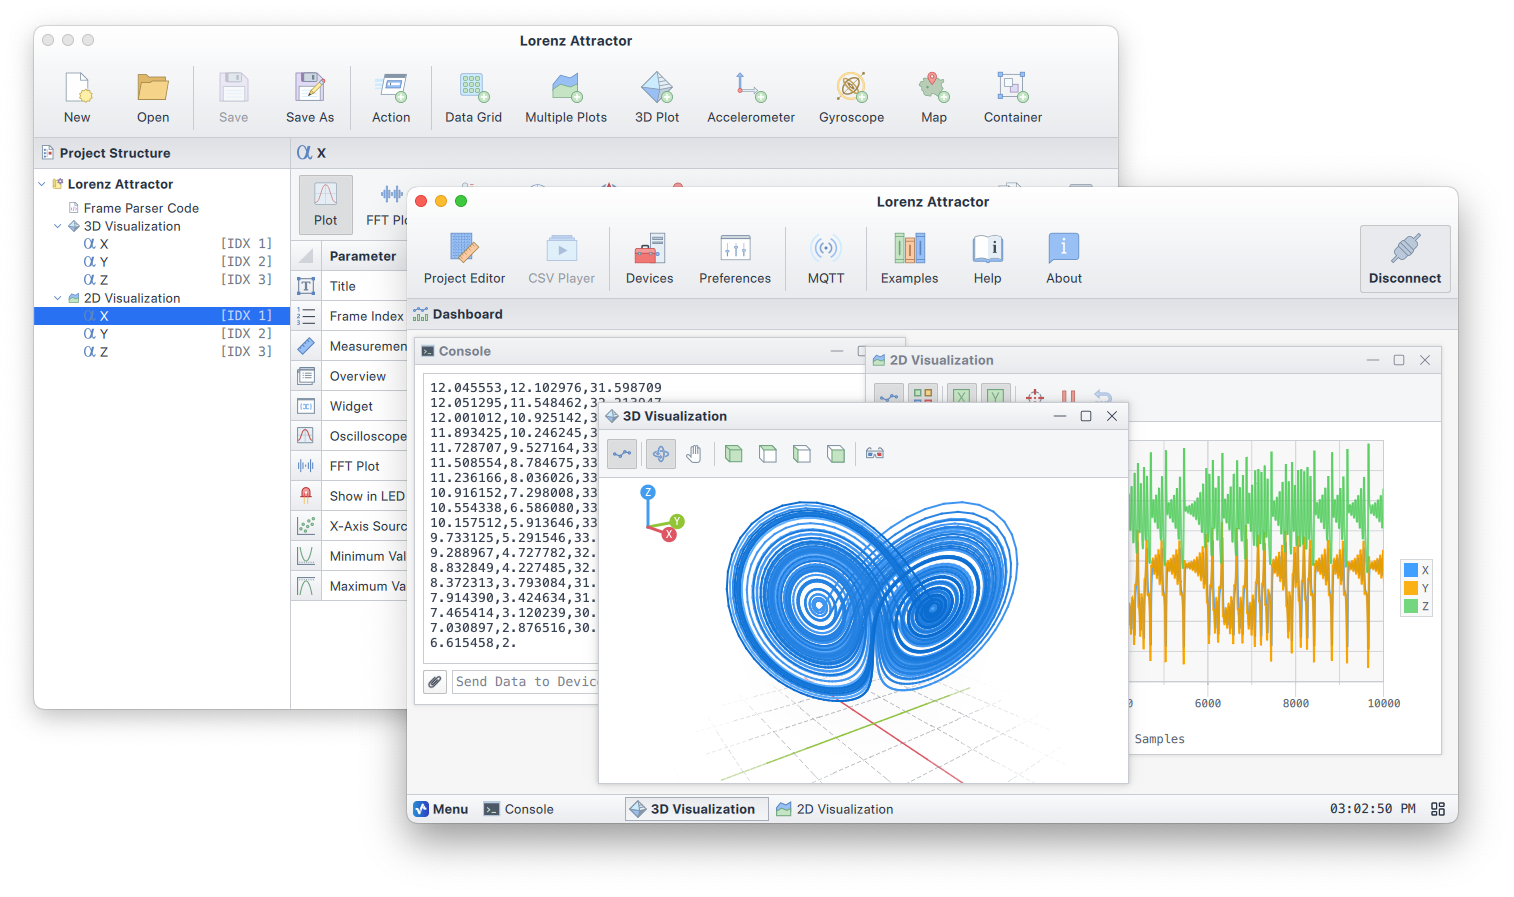 Lorenz Attractor
New
Open
Save
Save As
Action
Data Grid
Multiple Plots
3D Plot
Accelerometer
Gyroscope
Map
Container
Project Structure
Lorenz Attractor
Frame Parser Code
3D Visualization
α X [IDX 1]
α Y [IDX 2]
α Z [IDX 3]
2D Visualization
α X [IDX 1]
α Y [IDX 2]
α Z [IDX 3]
α X
Plot
FFT
Parameter
Title
Frame Index
Overview
Widget
Oscilloscope
FFT Plot
Show in LED
X-Axis
Minimum
Maximum
Lorenz Attractor
Project Editor
CSV Player
Devices
Preferences
MQTT
Examples
Help
About
Disconnect
Dashboard
Console
12.045553,12.102976,31.598709
12.051295,11.548462,
12.001012,10.925142,3
11.893425,10.246245,3
11.728707,9.527164,33
11.508554,8.784675,33
11.236166,8.036026,33
10.916152,7.298008,33
10.554338,6.586080,33
10.157512,5.913646,33
9.733125,5.291546,33.
9.288967,4.727782,32.
8.832849,4.227485,32.
8.372313,3.793084,31.
7.914390,3.424634,31.
7.465414,3.120239,30.
7.030897,2.876516,30.
6.615458,2.
Send Data to
3D Visualization
Z
Y
X
2D Visualization
X
Y
X
Y
Z
6000
8000
10000
Samples
Menu
Console
3D Visualization
2D Visualization
03:02:50 PM